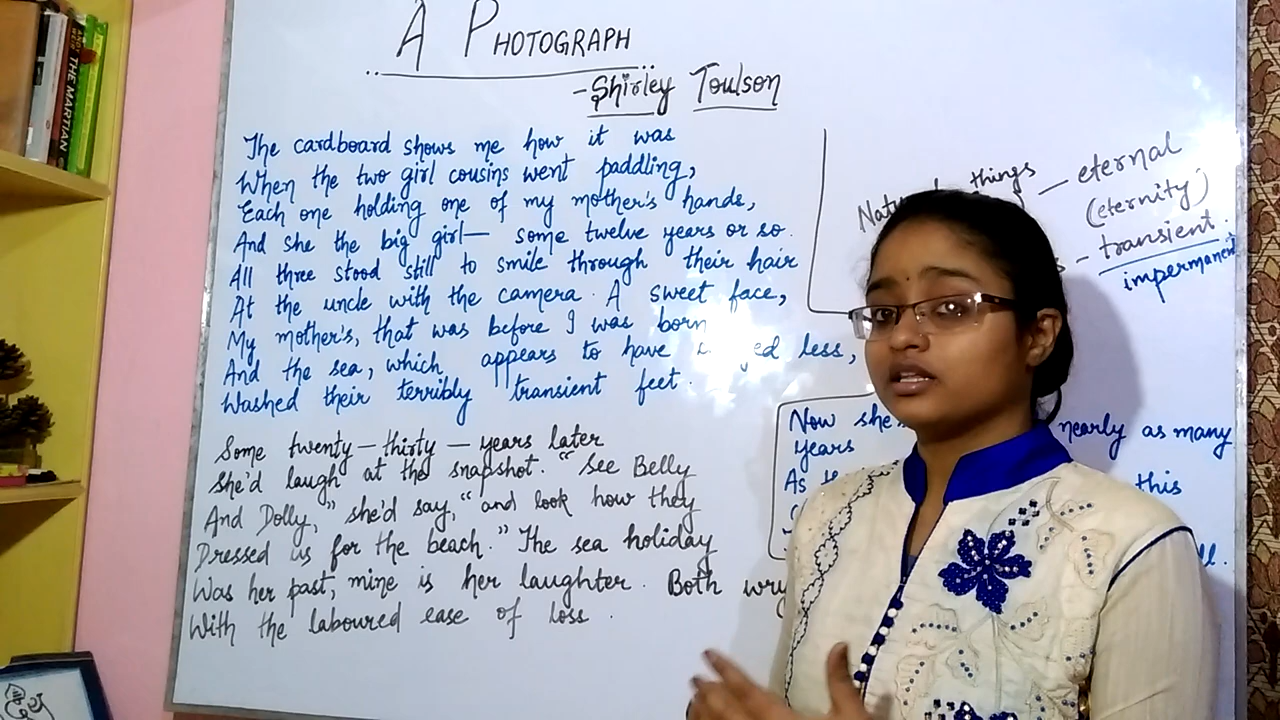 A PHOTOGRAPH
- Shirley Toulson
The cardboard shows me how it was
When the two girl cousins went paddling,
Each one holding one of my mother's hands,
And she the big girl— some twelve years or so.
All three stood still to smile through their hair
At the uncle with the camera. A sweet face,
My mother's, that was before I was born
And the sea, which appears to have less,
Washed their terribly transient feet.
Some twenty—thirty—years later
She'd laugh at the snapshot. "See Belly
And Dolly," she'd say, "and look how they
Dressed us for the beach." The sea holiday
Was her past, mine is her laughter. Both wry
With the laboured ease of loss.
things — eternal
(eternity)
- transient.
Now she nearly as many
years
As this
THE MARTIAN